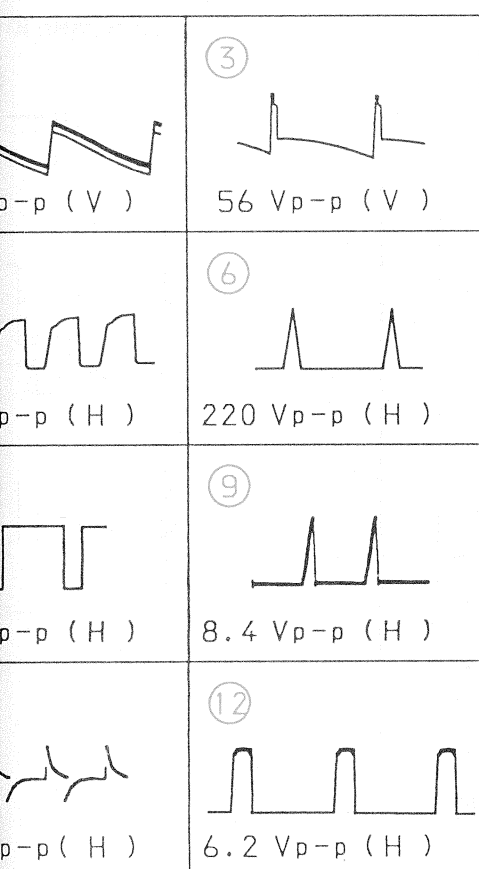 3
p-p (V)
56 Vp-p (V)
6
p-p (H)
220 Vp-p (H)
9
p-p (H)
8.4 Vp-p (H)
12
p-p (H)
6.2 Vp-p (H)